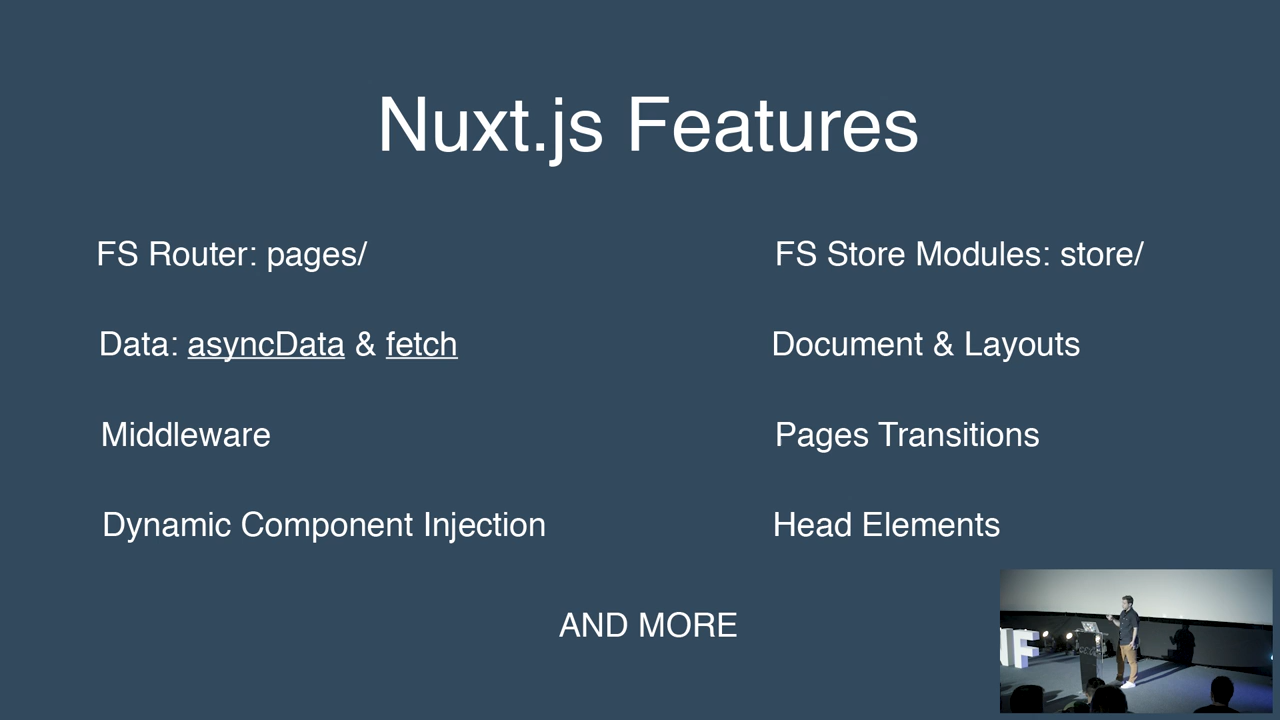 Nuxt.js Features
FS Router: pages/
FS Store Modules: store/
Data: asyncData & fetch
Document & Layouts
Middleware
Pages Transitions
Dynamic Component Injection
Head Elements
AND MORE